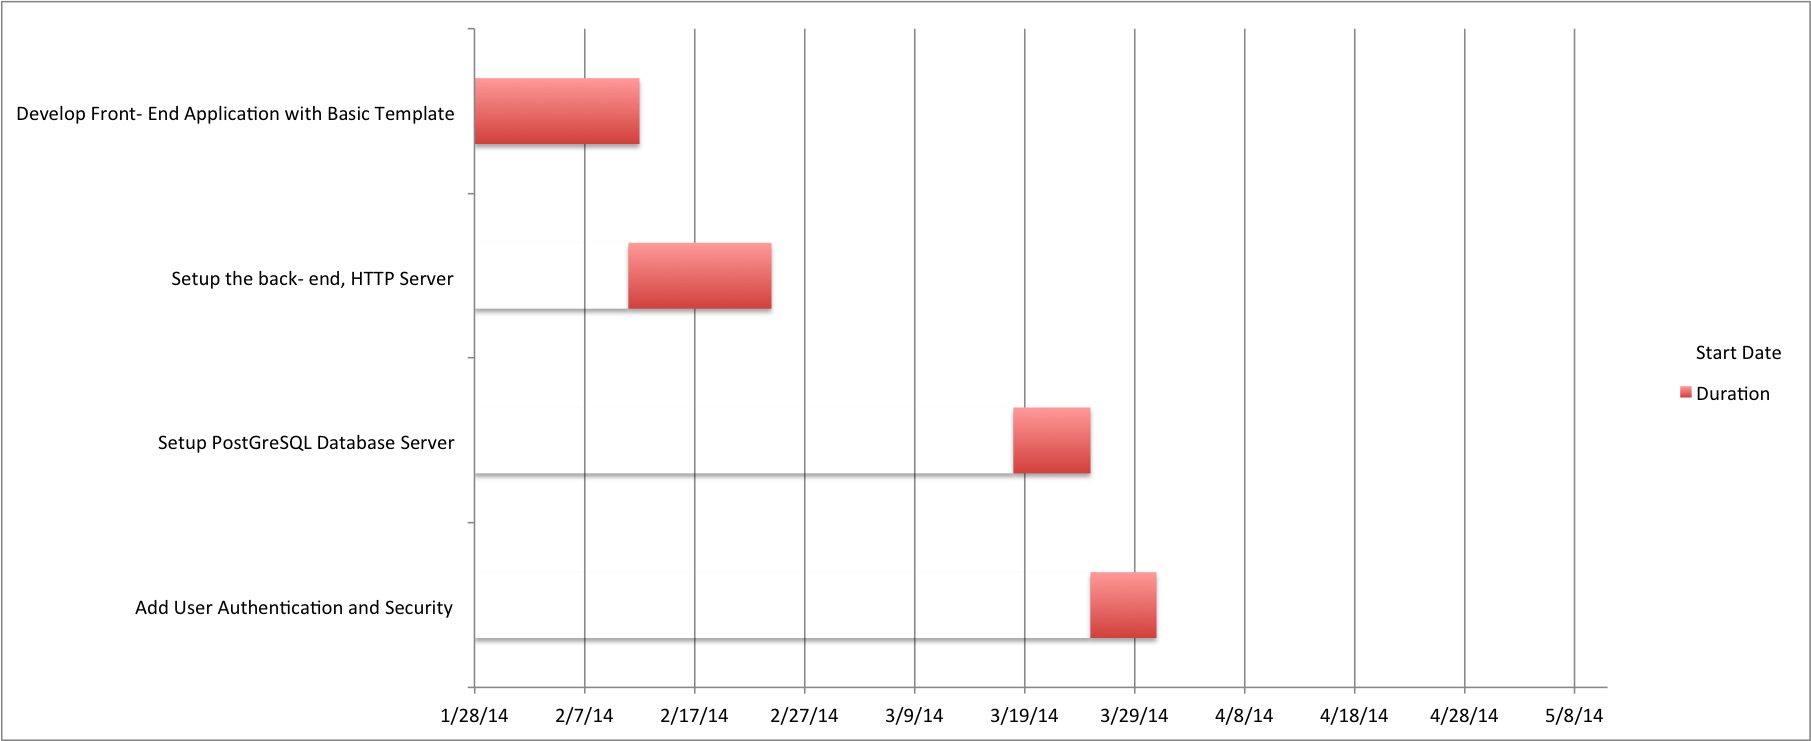 Develop Front- End Application with Basic Template
Setup the back- end, HTTP Server
Setup PostGreSQL Database Server
Add User Authentication and Security
Start Date
Duration
1/28/14 2/7/14 2/17/14 2/27/14 3/9/14 3/19/14 3/29/14 4/8/14 4/18/14 4/28/14 5/8/14